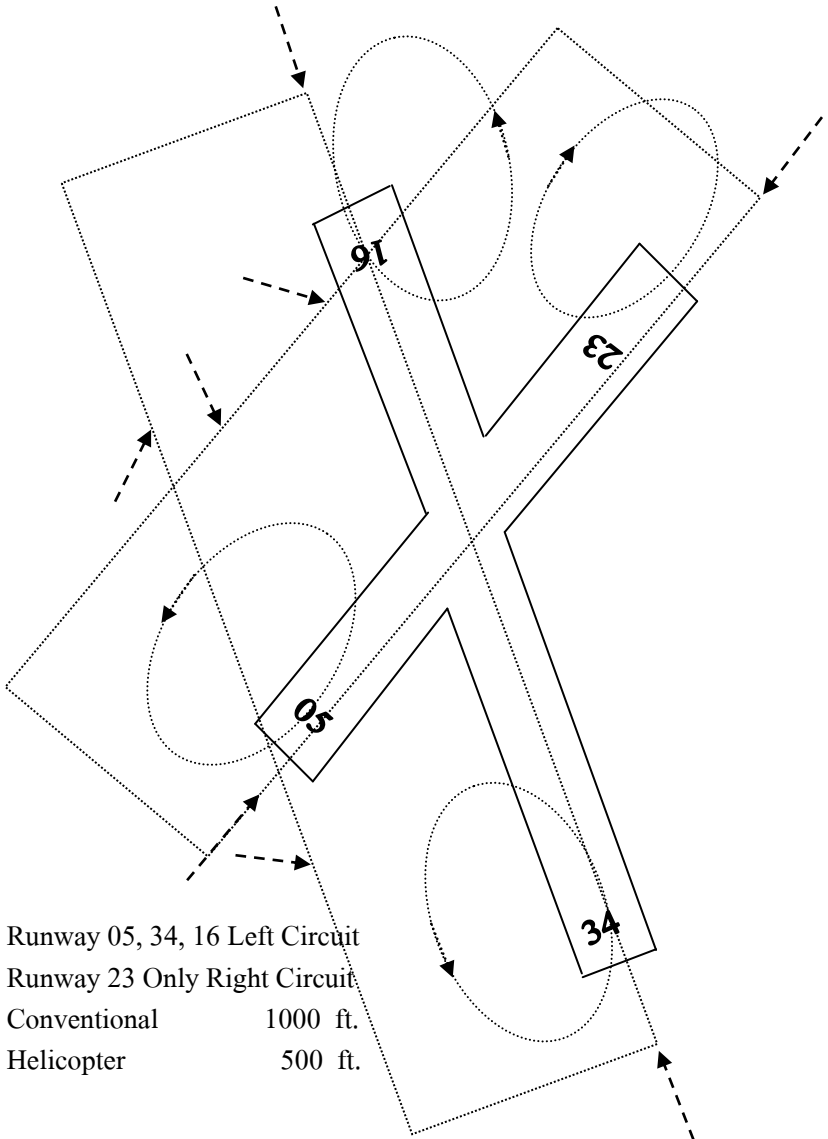 16
23
05
34
Runway 05, 34, 16 Left Circuit
Runway 23 Only Right Circuit
Conventional 1000 ft.
Helicopter 500 ft.